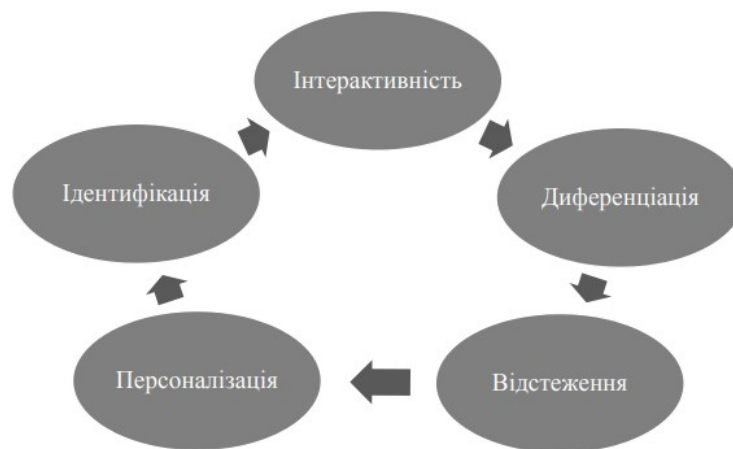 Інтерактивність
Диференціація
Відстеження
Персоналізація
Ідентифікація